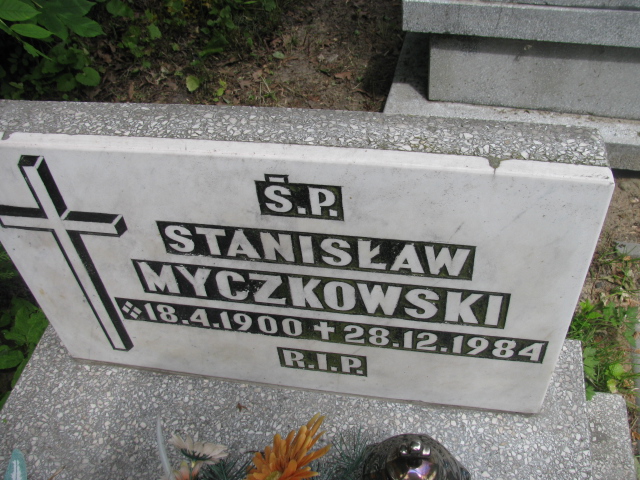 Ś.P.
STANISŁAW
MYCZKOWSKI
18.4.1900 ✝ 28.12.1984
R.I.P.